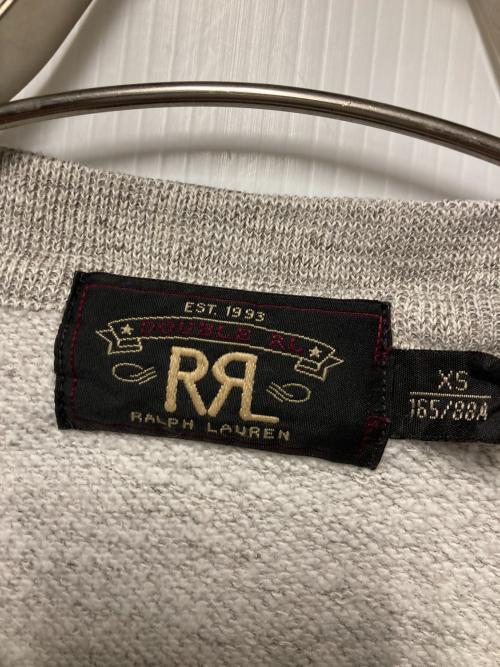 EST. 1993
DOUBLE RL
RRL
RALPH LAUREN
XS
165/88A